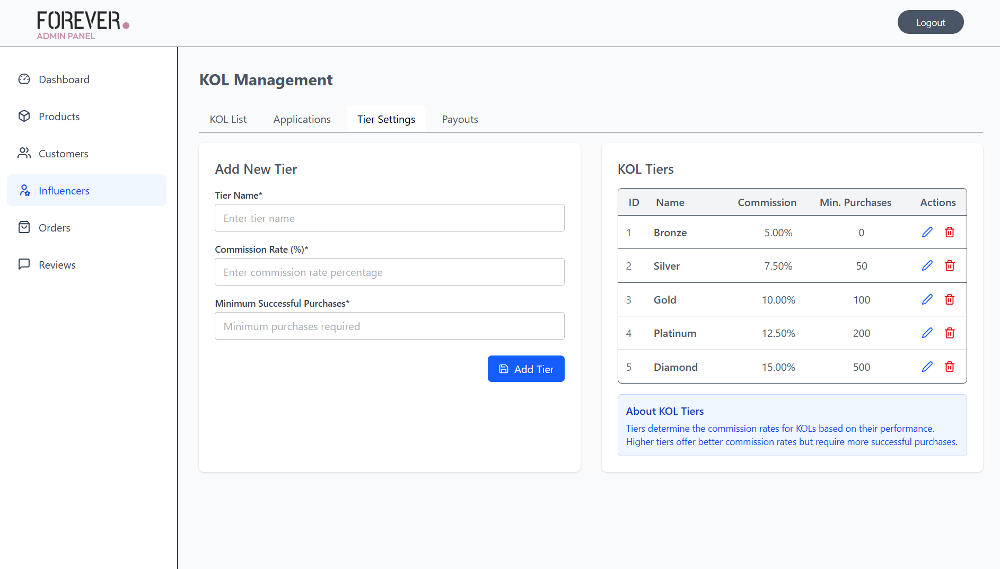 FOREVER.
ADMIN PANEL
Logout
Dashboard
Products
Customers
Influencers
Orders
Reviews
KOL Management
KOL List Applications Tier Settings Payouts
Add New Tier
Tier Name*
Enter tier name
Commission Rate (%)*
Enter commission rate percentage
Minimum Successful Purchases*
Minimum purchases required
Add Tier
KOL Tiers
ID Name Commission Min. Purchases Actions
1 Bronze 5.00% 0
2 Silver 7.50% 50
3 Gold 10.00% 100
4 Platinum 12.50% 200
5 Diamond 15.00% 500
About KOL Tiers
Tiers determine the commission rates for KOLs based on their performance.
Higher tiers offer better commission rates but require more successful purchases.